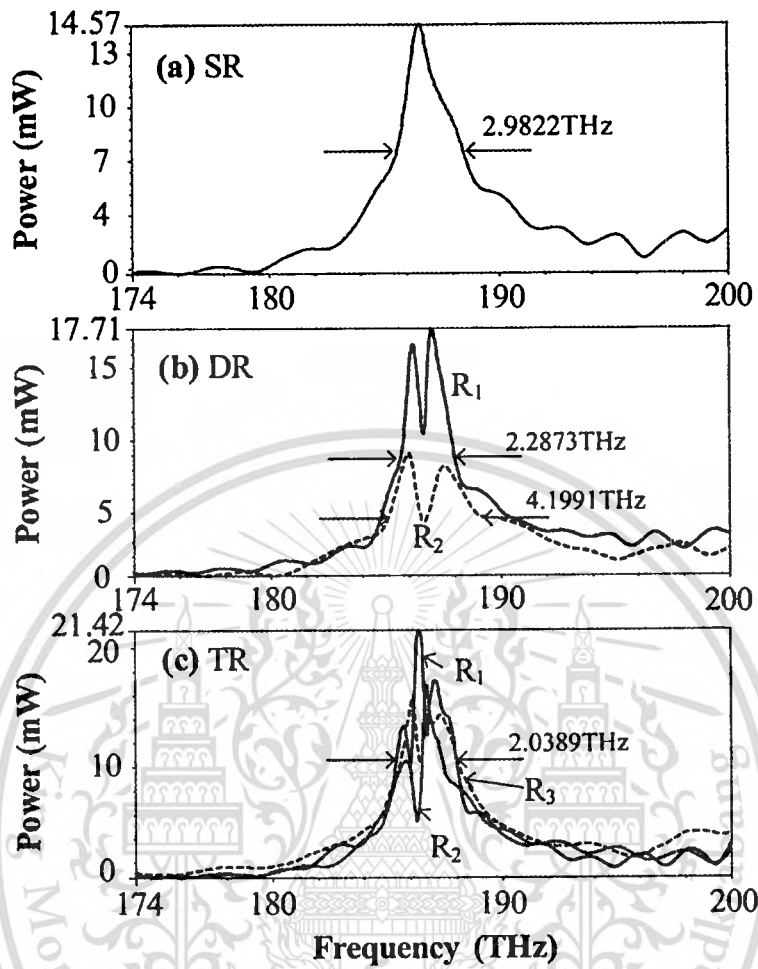 14.57
13
10
7
4
0
Power (mW)
(a) SR
2.9822THz
174
180
190
200
17.71
15
10
5
0
Power (mW)
(b) DR
R₁
2.2873THz
4.1991THz
R₂
174
180
190
200
21.42
20
10
0
Power (mW)
(c) TR
R₁
2.0389THz
R₃
R₂
174
180
190
200
Frequency (THz)